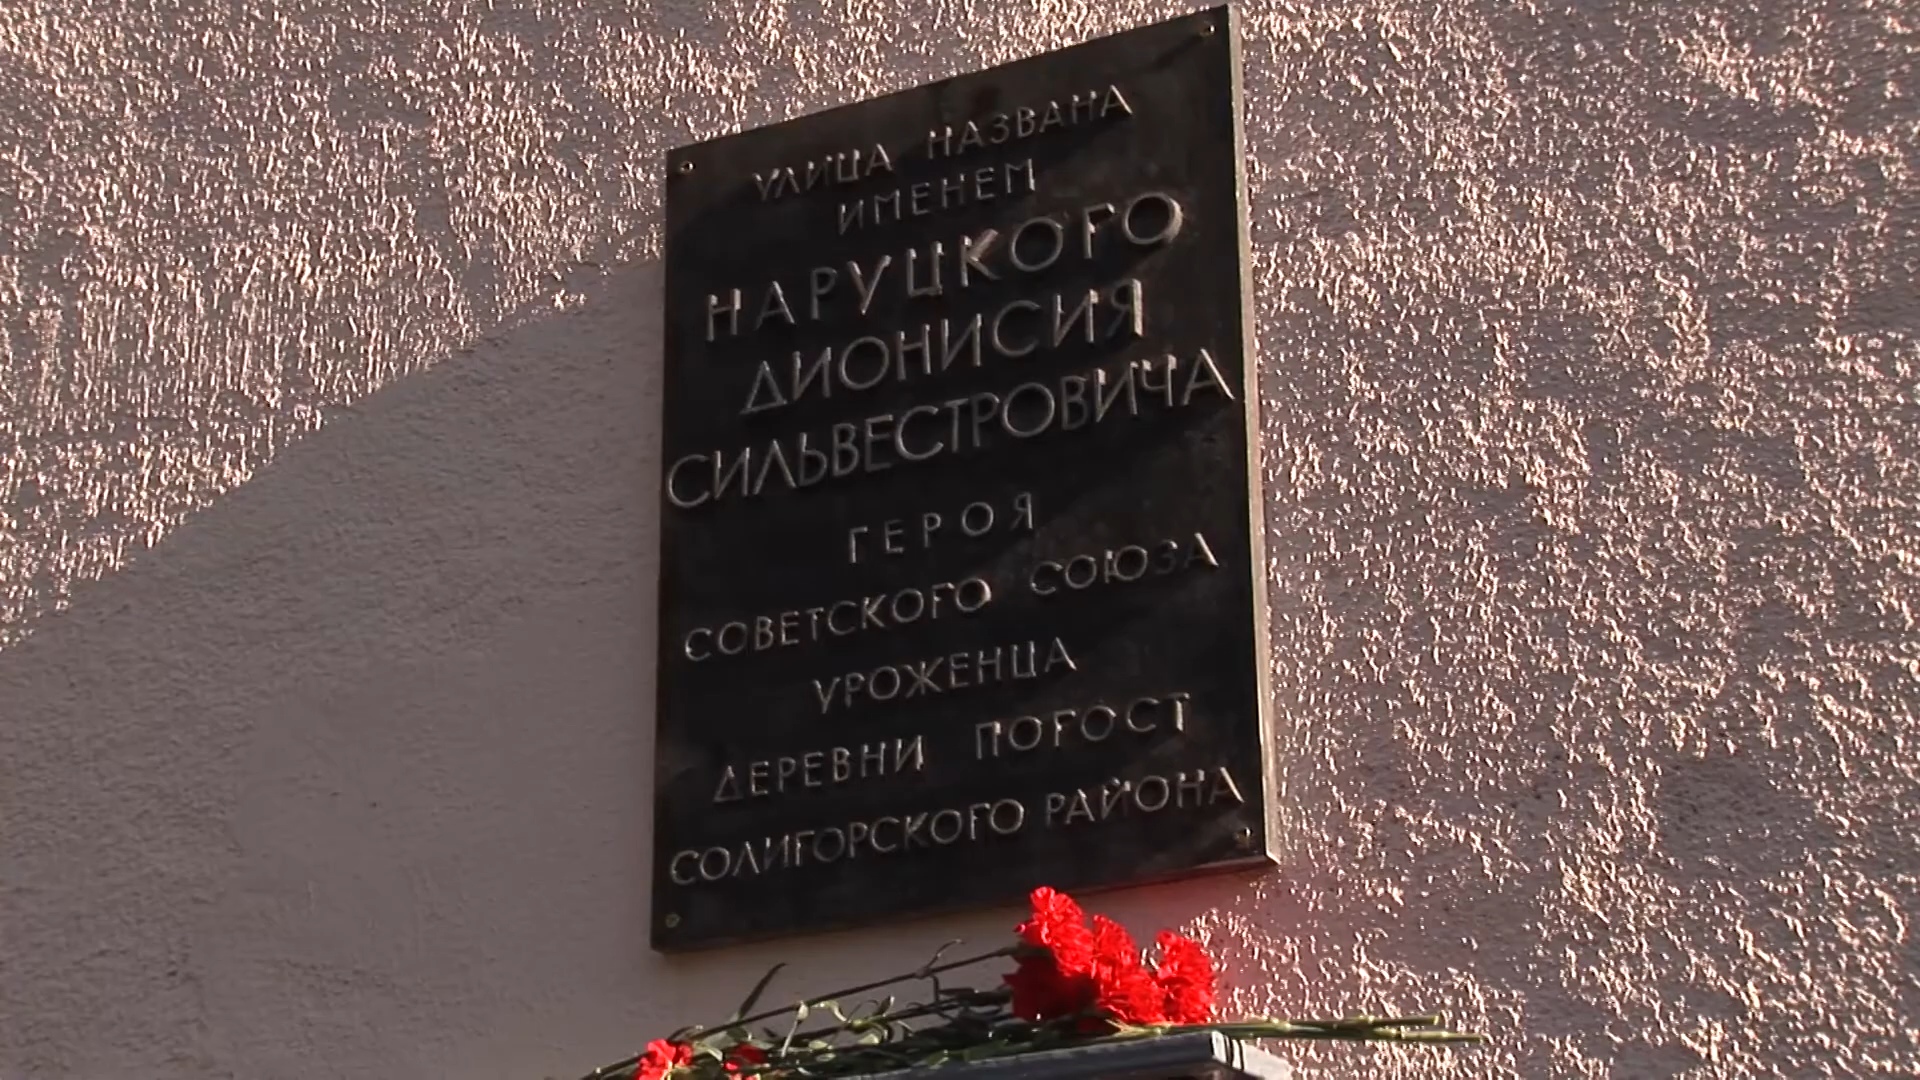 УЛИЦА НАЗВАНА
ИМЕНЕМ
НАРУЦКОГО
ДИОНИСИЯ
СИЛЬВЕСТРОВИЧА
ГЕРОЯ
СОВЕТСКОГО СОЮЗА
УРОЖЕНЦА
ДЕРЕВНИ ПОГОСТ
СОЛИГОРСКОГО РАЙОНА